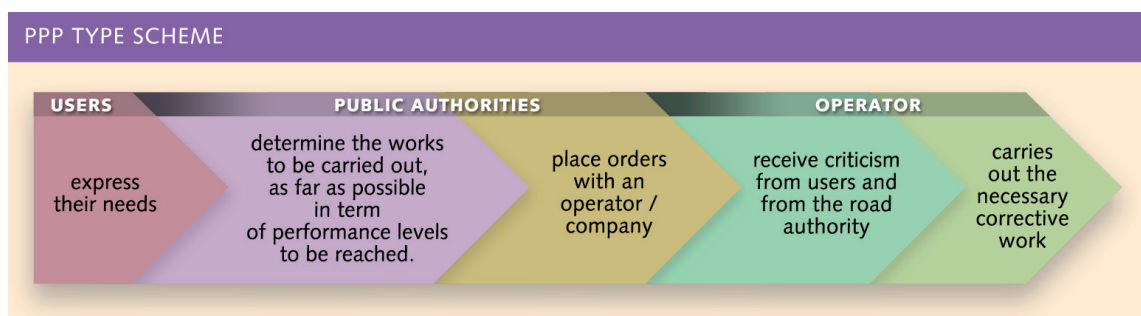 PPP TYPE SCHEME
USERS
PUBLIC AUTHORITIES
OPERATOR
express
their needs
determine the works
to be carried out,
as far as possible
in term
of performance levels
to be reached.
place orders
with an
operator /
company
receive criticism
from users and
from the road
authority
carries
out the
necessary
corrective
work